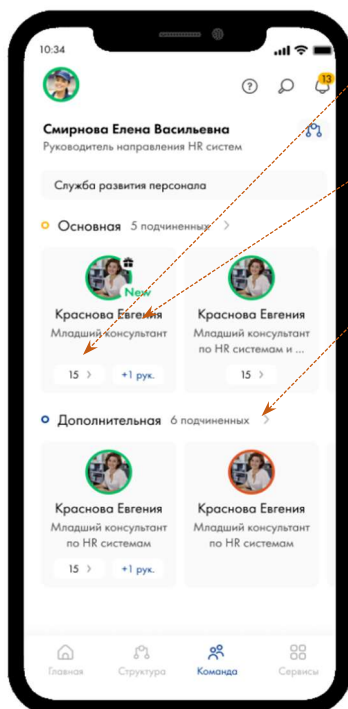 10:34
13
Смирнова Елена Васильевна
Руководитель направления HR систем
Служба развития персонала
Основная 5 подчиненных >
New
Краснова Евгения
Младший консультант
15 >
+1 рук.
Краснова Евгения
Младший консультант
по HR системам и ...
15 >
Дополнительная 6 подчиненных >
Краснова Евгения
Младший консультант
по HR системам
15 >
+1 рук.
Краснова Евгения
Младший консультант
по HR системам
Главная Структура Команда Сервисы